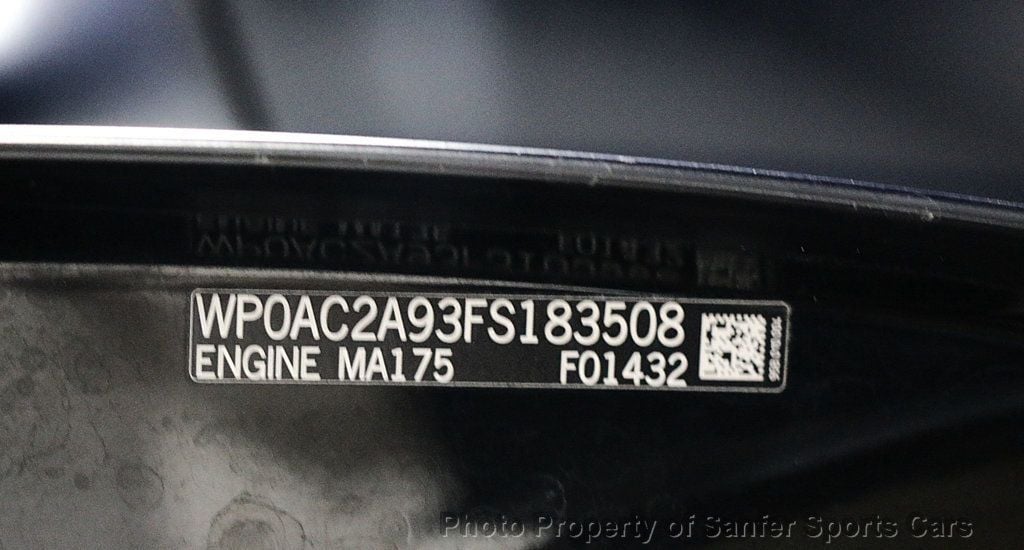 WP0AC2A93FS183508
ENGINE MA175 F01432
Photo Property of Sanfer Sports Cars